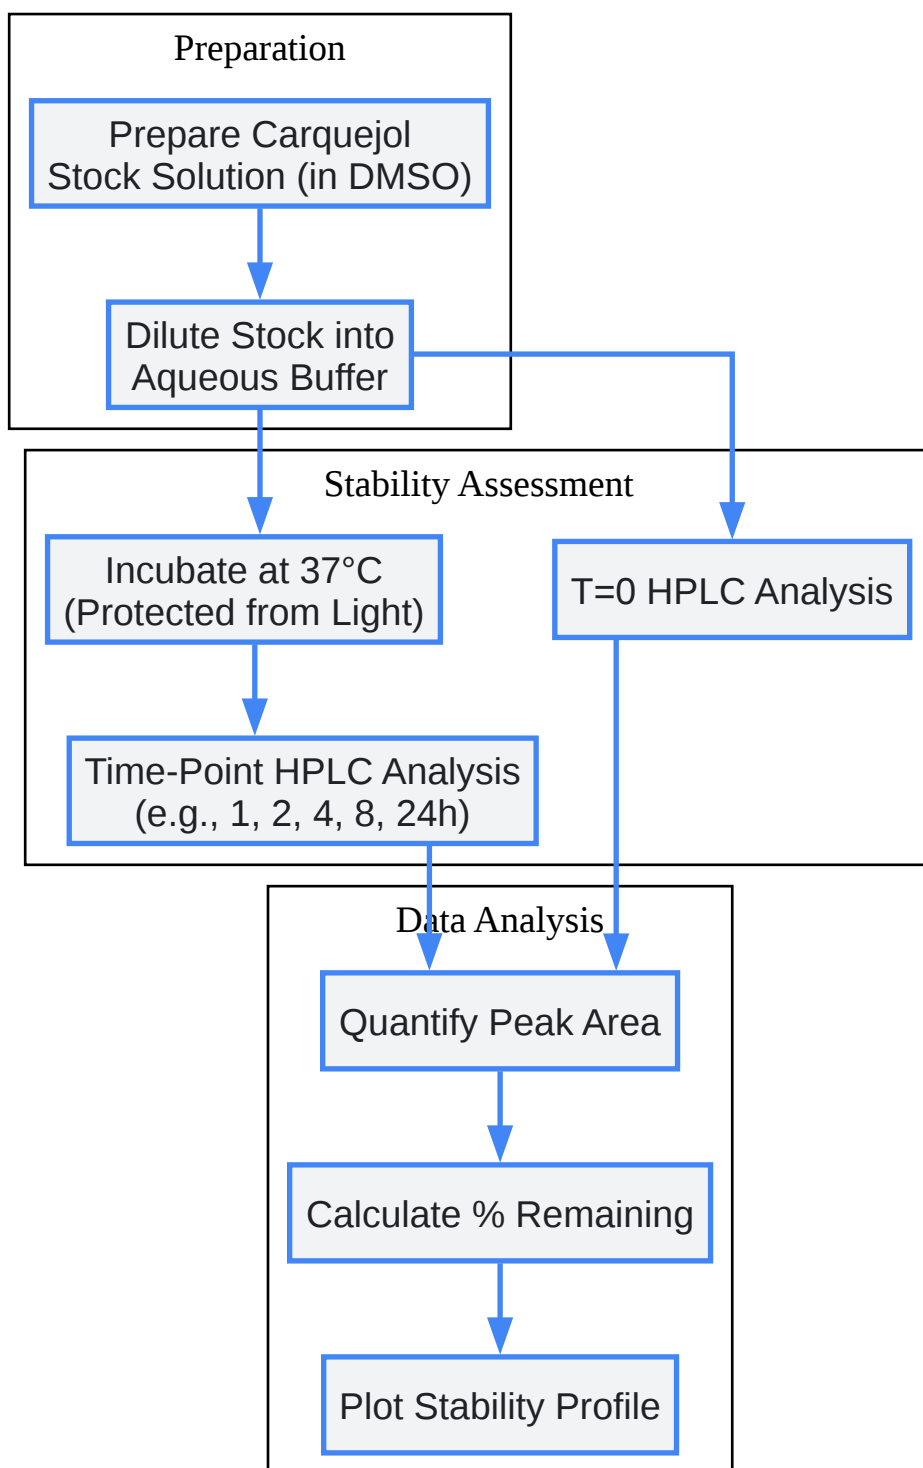 Preparation
Prepare Carquejol
Stock Solution (in DMSO)
Dilute Stock into
Aqueous Buffer
Stability Assessment
Incubate at 37°C
(Protected from Light)
T=0 HPLC Analysis
Time-Point HPLC Analysis
(e.g., 1, 2, 4, 8, 24h)
Data Analysis
Quantify Peak Area
Calculate % Remaining
Plot Stability Profile